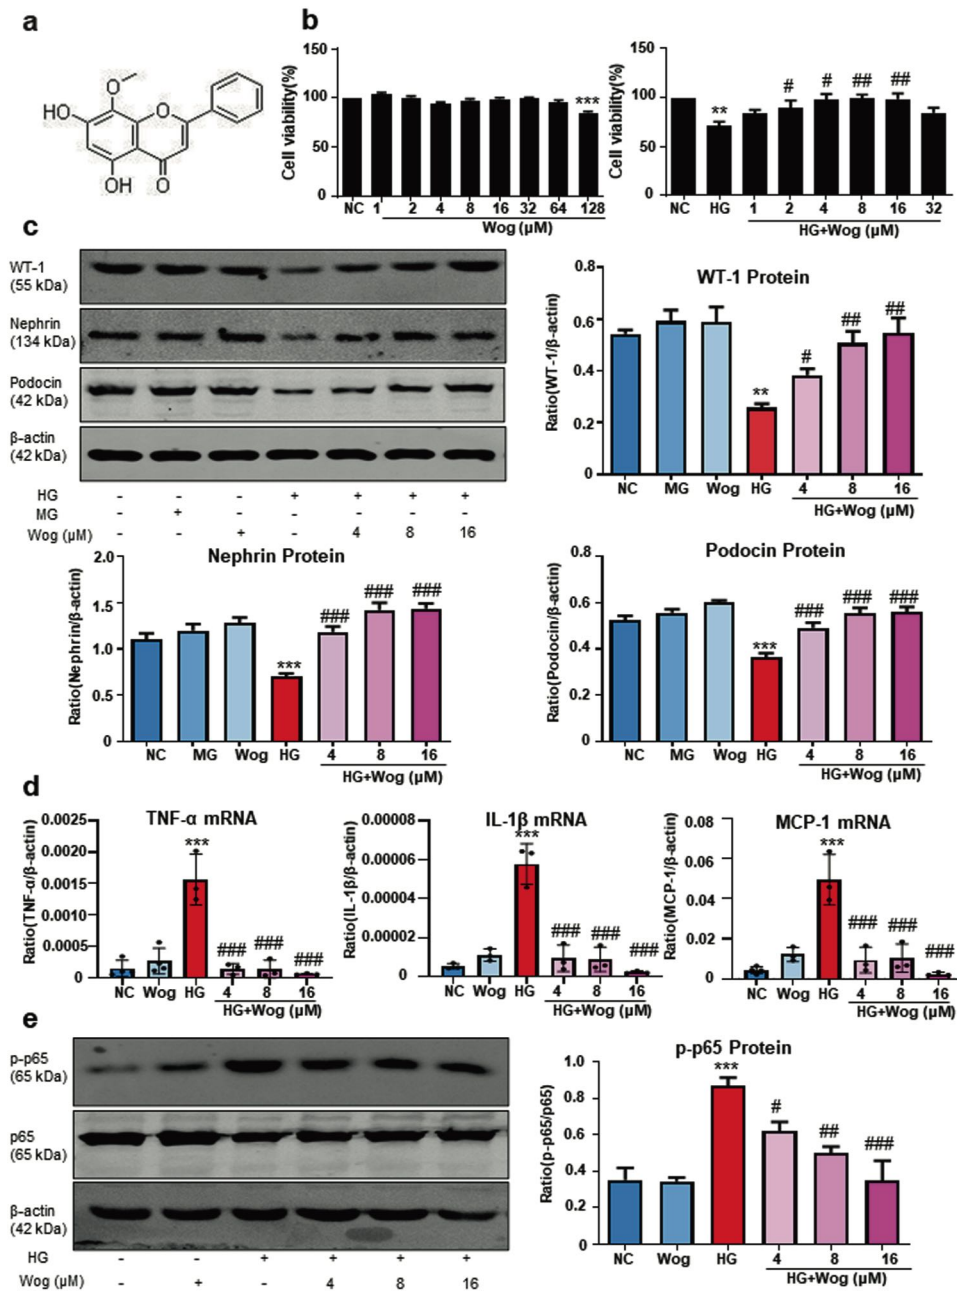 a
O
HO
O
OH
O
b
Cell viability(%)
150
100
50
0
***
NC 1 2 4 8 16 32 64 128
Wog (μM)
Cell viability(%)
150
100
50
0
** # # ## ##
NC HG 1 2 4 8 16 32
HG+Wog (μM)
c
WT-1
(55 kDa)
Nephrin
(134 kDa)
Podocin
(42 kDa)
β-actin
(42 kDa)
HG - - - + + + +
MG - + - - - - -
Wog (μM) - - + - 4 8 16
WT-1 Protein
Ratio(WT-1/β-actin)
0.8
0.6
0.4
0.2
0
** # ## ##
NC MG Wog HG 4 8 16
HG+Wog (μM)
Nephrin Protein
Ratio(Nephrin/β-actin)
2.0
1.5
1.0
0.5
0
*** ### ### ###
NC MG Wog HG 4 8 16
HG+Wog (μM)
Podocin Protein
Ratio(Podocin/β-actin)
0.8
0.6
0.4
0.2
0
*** ### ### ###
NC MG Wog HG 4 8 16
HG+Wog (μM)
d
TNF-α mRNA
Ratio(TNF-α/β-actin)
0.0025
0.0020
0.0015
0.0010
0.0005
0
*** ### ### ###
NC Wog HG 4 8 16
HG+Wog (μM)
IL-1β mRNA
Ratio(IL-1β/β-actin)
0.00008
0.00006
0.00004
0.00002
0
*** ### ### ###
NC Wog HG 4 8 16
HG+Wog (μM)
MCP-1 mRNA
Ratio(MCP-1/β-actin)
0.08
0.06
0.04
0.02
0
*** ### ### ###
NC Wog HG 4 8 16
HG+Wog (μM)
e
p-p65
(65 kDa)
p65
(65 kDa)
β-actin
(42 kDa)
HG - - + + + +
Wog (μM) - + - 4 8 16
p-p65 Protein
Ratio(p-p65/p65)
1.0
0.8
0.6
0.4
0.2
0
*** # ## ###
NC Wog HG 4 8 16
HG+Wog (μM)